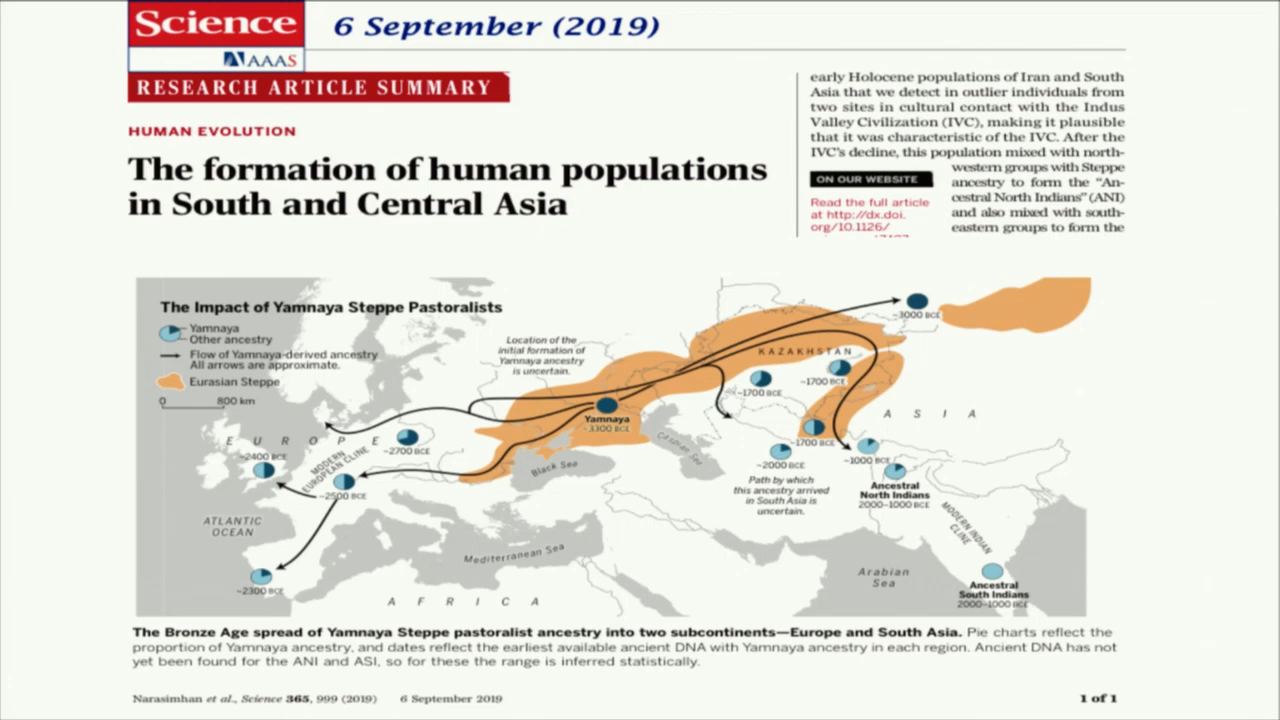 Science
AAAS
6 September (2019)
RESEARCH ARTICLE SUMMARY
HUMAN EVOLUTION
The formation of human populations
in South and Central Asia
early Holocene populations of Iran and South
Asia that we detect in outlier individuals from
two sites in cultural contact with the Indus
Valley Civilization (IVC), making it plausible
that it was characteristic of the IVC. After the
IVC's decline, this population mixed with north-
western groups with Steppe
ancestry to form the "An-
cestral North Indians" (ANI)
and also mixed with south-
eastern groups to form the
ON OUR WEBSITE
Read the full article
at http://dx.doi.
org/10.1126/
The Impact of Yamnaya Steppe Pastoralists
Yamnaya
Other ancestry
Flow of Yamnaya-derived ancestry
All arrows are approximate.
Eurasian Steppe
0 800 km
Location of the
initial formation of
Yamnaya ancestry
is uncertain.
~3000 BCE
KAZAKHSTAN
~1700 BCE
~1700 BCE
Yamnaya
~3300 BCE
ASIA
EUROPE
~2700 BCE
~2400 BCE
MODERN
EUROPEAN CLINE
~2500 BCE
Black Sea
Caspian Sea
~1700 BCE
~2000 BCE
~1000 BCE
Path by which
this ancestry arrived
in South Asia is
uncertain.
Ancestral
North Indians
2000–1000 BCE
MODERN INDIAN
CLINE
ATLANTIC
OCEAN
Mediterranean Sea
~2300 BCE
AFRICA
Arabian
Sea
Ancestral
South Indians
2000–1000 BCE
The Bronze Age spread of Yamnaya Steppe pastoralist ancestry into two subcontinents—Europe and South Asia. Pie charts reflect the
proportion of Yamnaya ancestry, and dates reflect the earliest available ancient DNA with Yamnaya ancestry in each region. Ancient DNA has not
yet been found for the ANI and ASI, so for these the range is inferred statistically.
Narasimhan et al., Science 365, 999 (2019) 6 September 2019 1 of 1